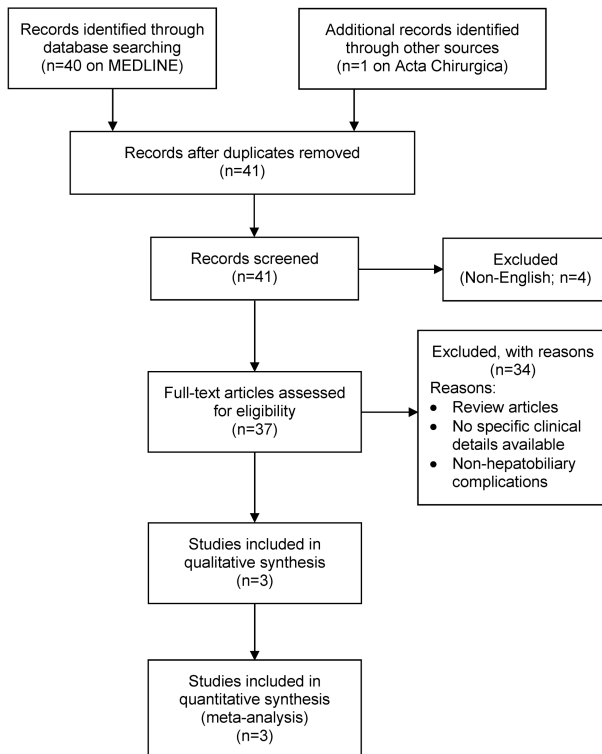 Records identified through
database searching
(n=40 on MEDLINE)
Additional records identified
through other sources
(n=1 on Acta Chirurgica)
Records after duplicates removed
(n=41)
Records screened
(n=41)
Excluded
(Non-English; n=4)
Full-text articles assessed
for eligibility
(n=37)
Excluded, with reasons
(n=34)
Reasons:
● Review articles
● No specific clinical
details available
● Non-hepatobiliary
complications
Studies included in
qualitative synthesis
(n=3)
Studies included in
quantitative synthesis
(meta-analysis)
(n=3)